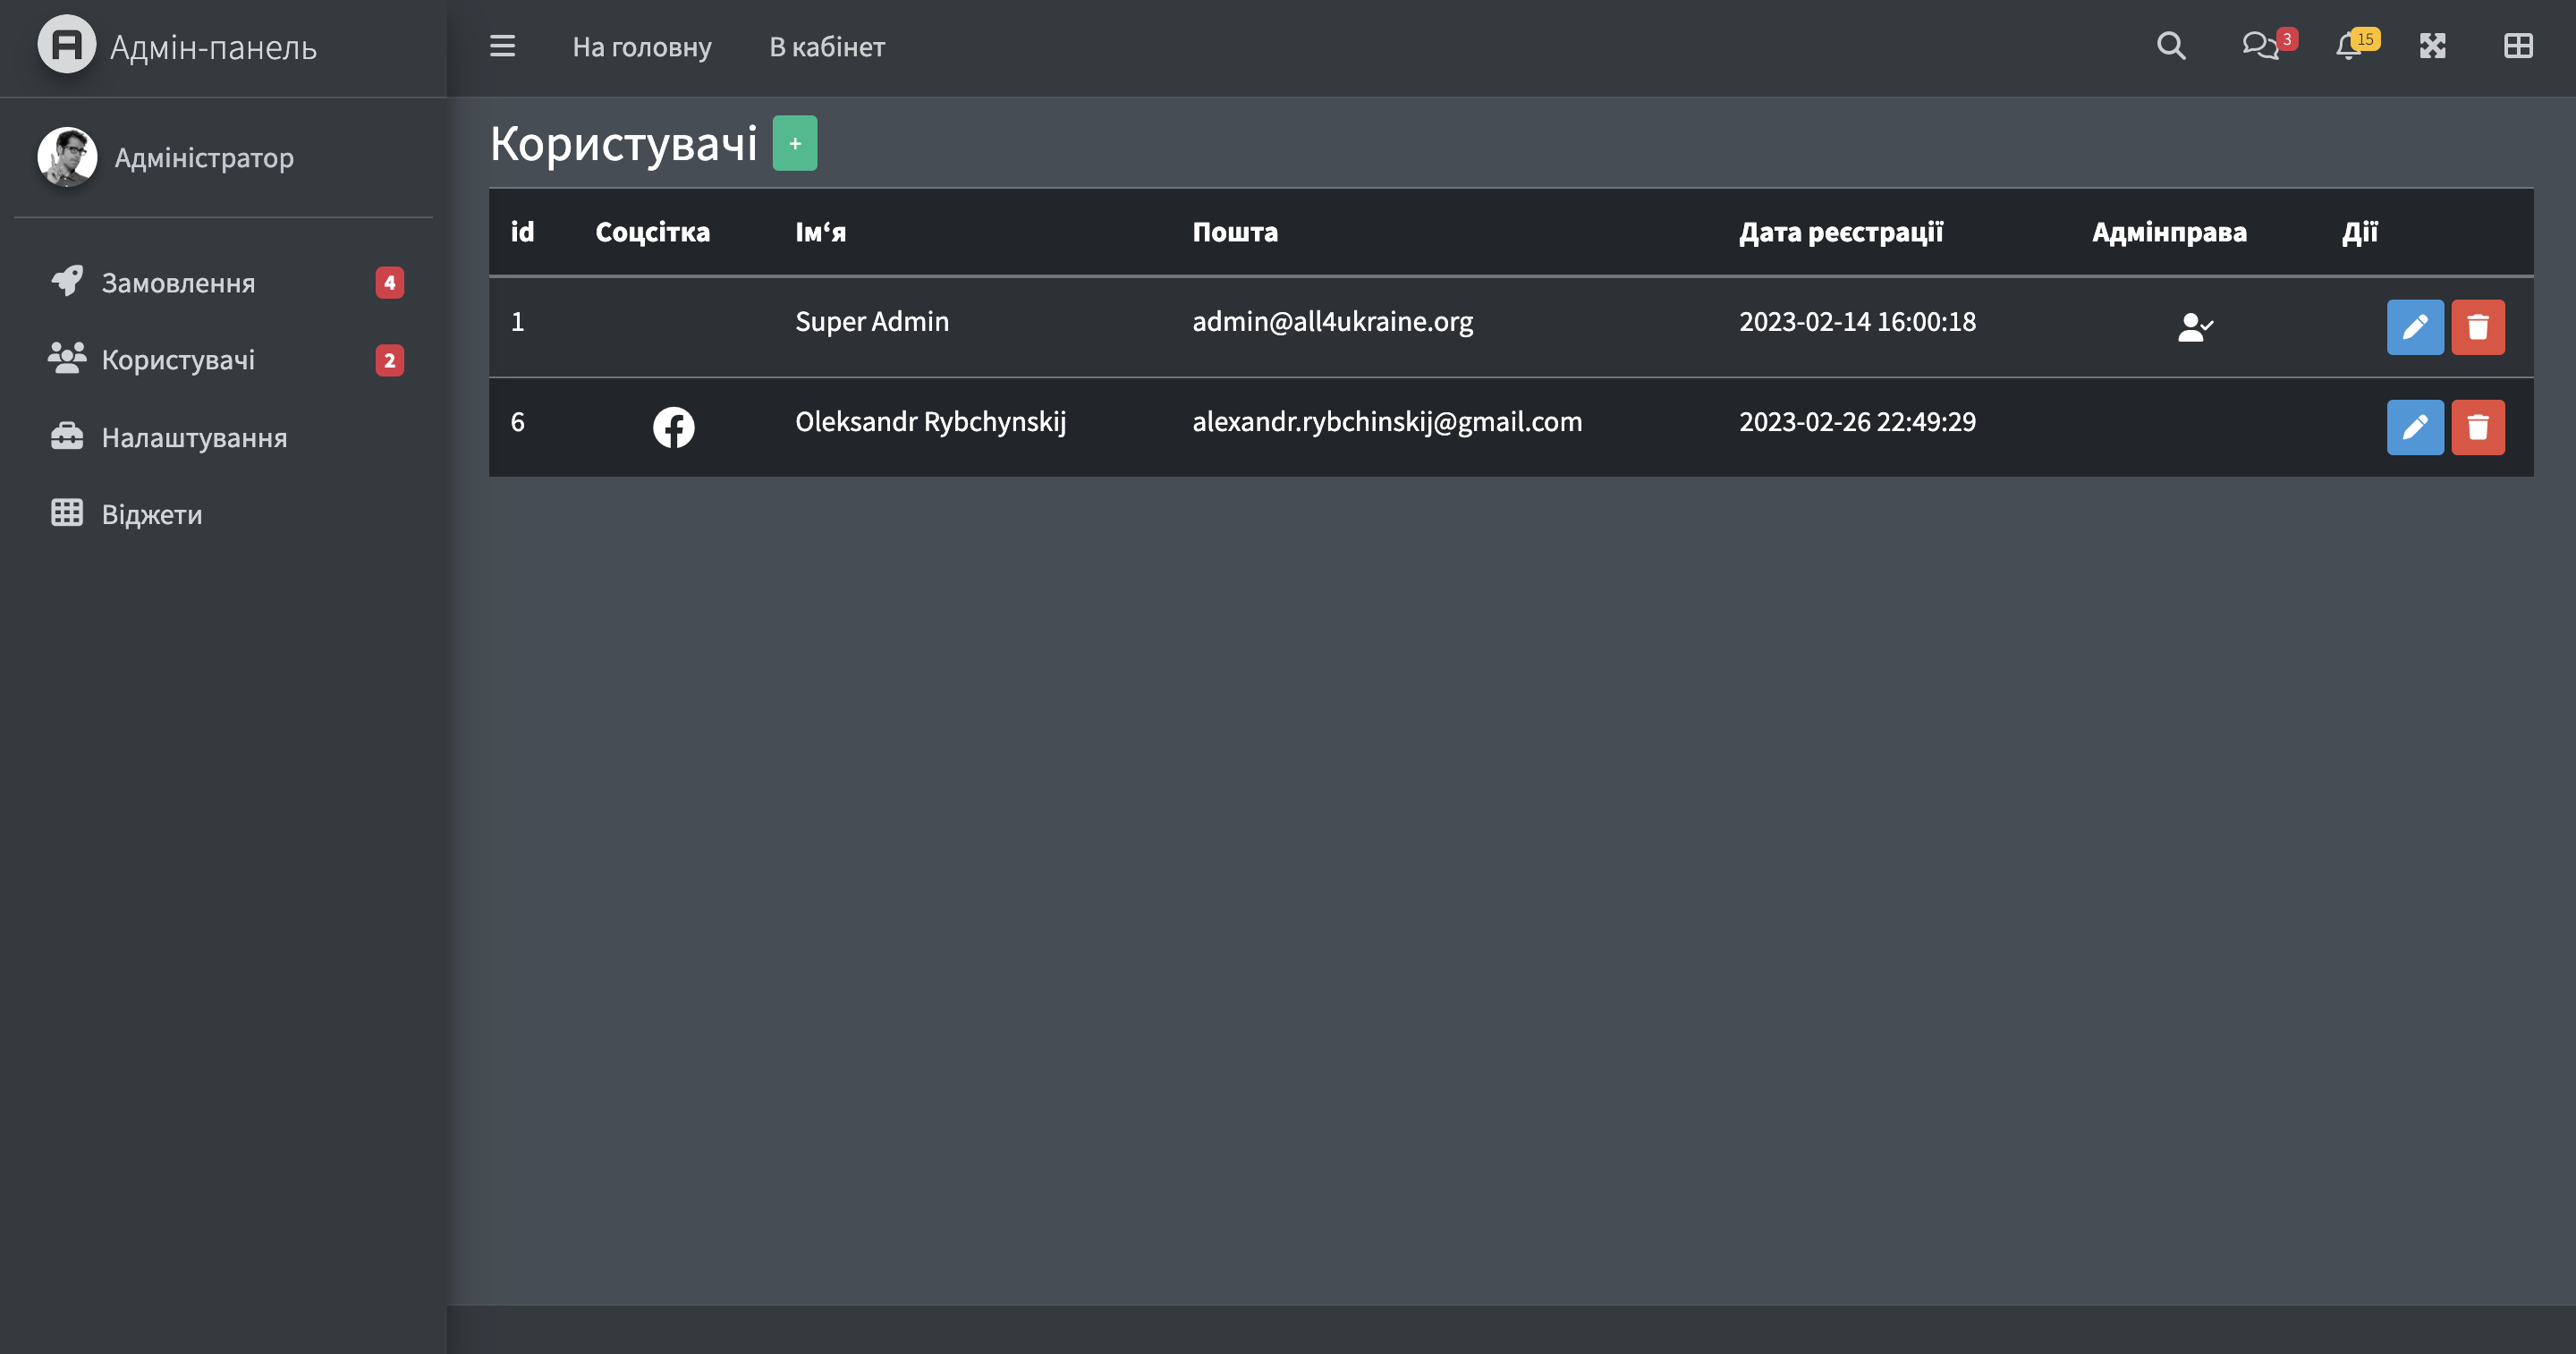 Адмін-панель
На головну В кабінет 3 15
Адміністратор
Замовлення 4
Користувачі 2
Налаштування
Віджети
Користувачі +
id Соцсітка Ім‘я Пошта Дата реєстрації Адмінправа Дії
1 Super Admin admin@all4ukraine.org 2023-02-14 16:00:18
6 Oleksandr Rybchynskij alexandr.rybchinskij@gmail.com 2023-02-26 22:49:29